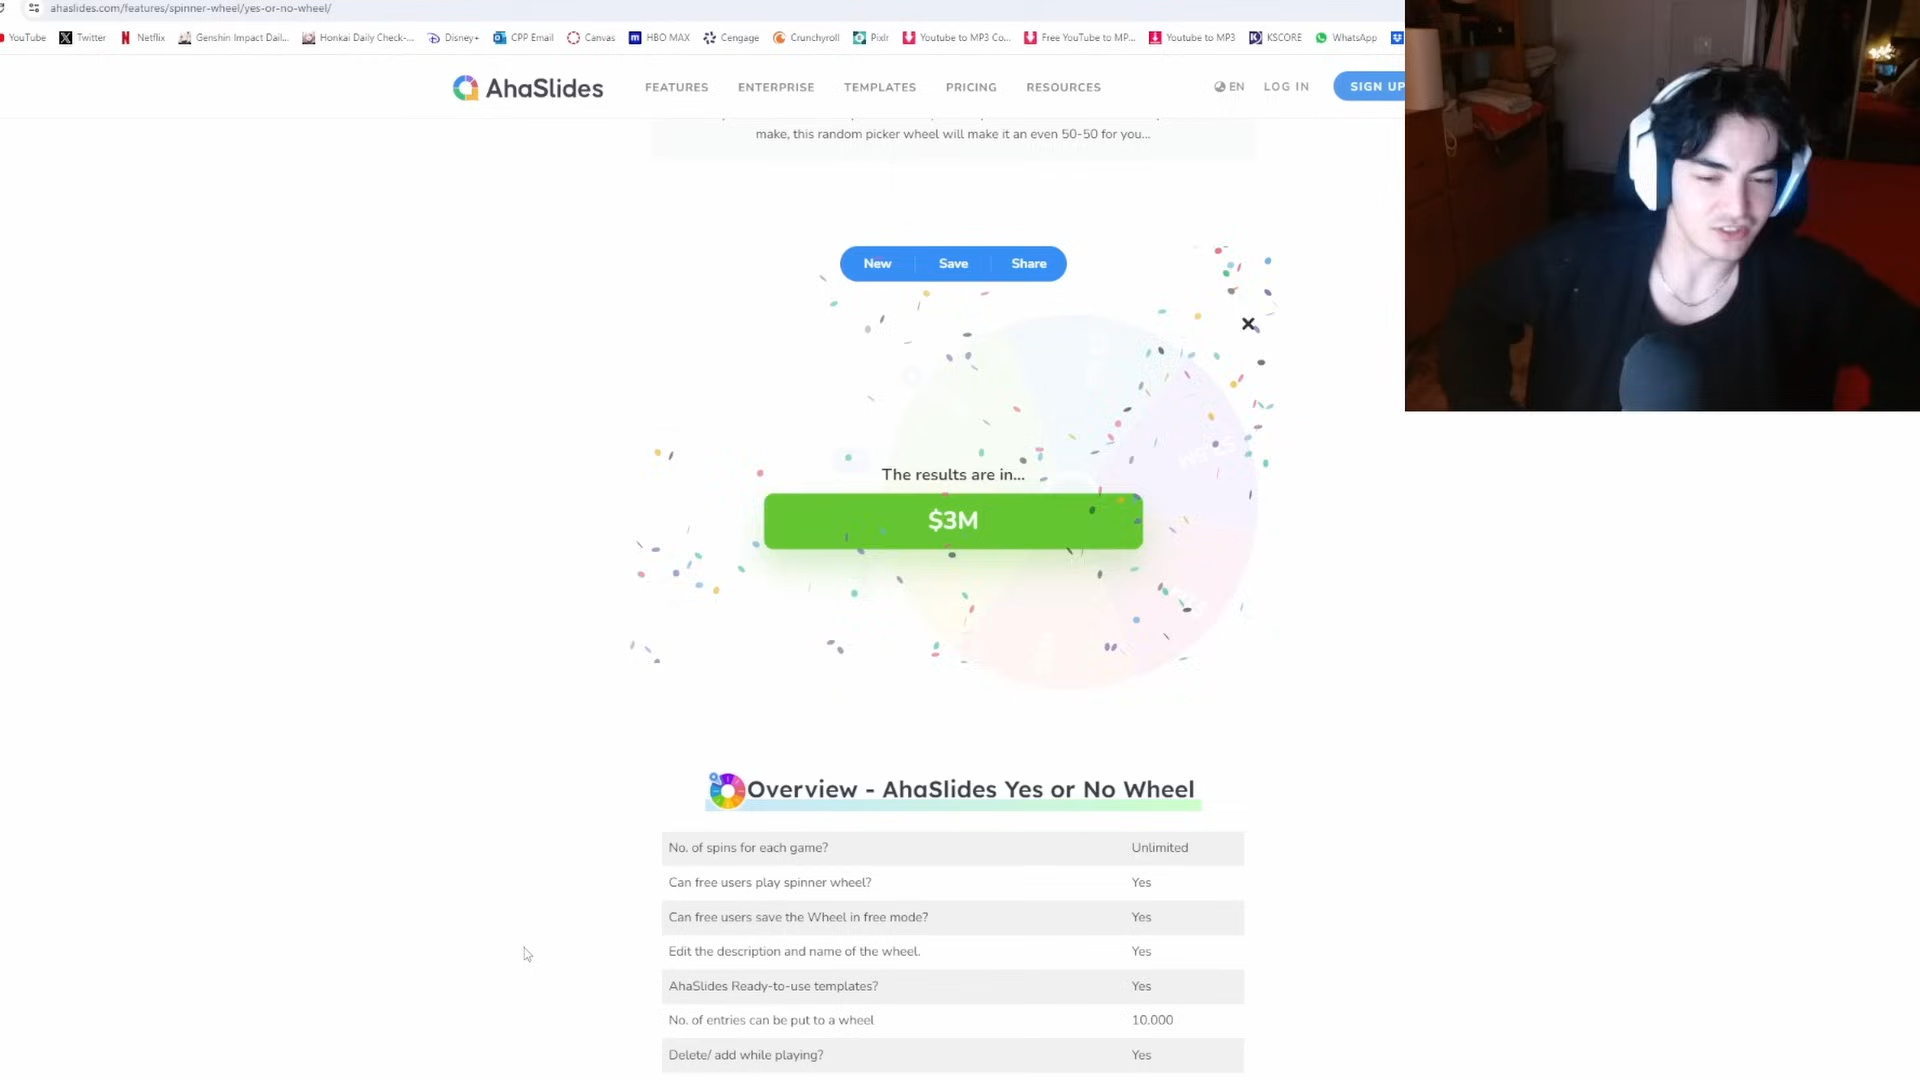 ahaslides.com/features/spinner-wheel/yes-or-no-wheel/
YouTube Twitter Netflix Genshin Impact Dail... Honkai Daily Check-... Disney+ CPP Email Canvas HBO MAX Cengage Crunchyroll Pixlr Youtube to MP3 Co... Free YouTube to MP... Youtube to MP3 KSCORE WhatsApp
AhaSlides FEATURES ENTERPRISE TEMPLATES PRICING RESOURCES EN LOG IN SIGN UP
make, this random picker wheel will make it an even 50-50 for you...
New Save Share
The results are in...
$3M
Overview - AhaSlides Yes or No Wheel
No. of spins for each game? Unlimited
Can free users play spinner wheel? Yes
Can free users save the Wheel in free mode? Yes
Edit the description and name of the wheel. Yes
AhaSlides Ready-to-use templates? Yes
No. of entries can be put to a wheel 10.000
Delete/ add while playing? Yes